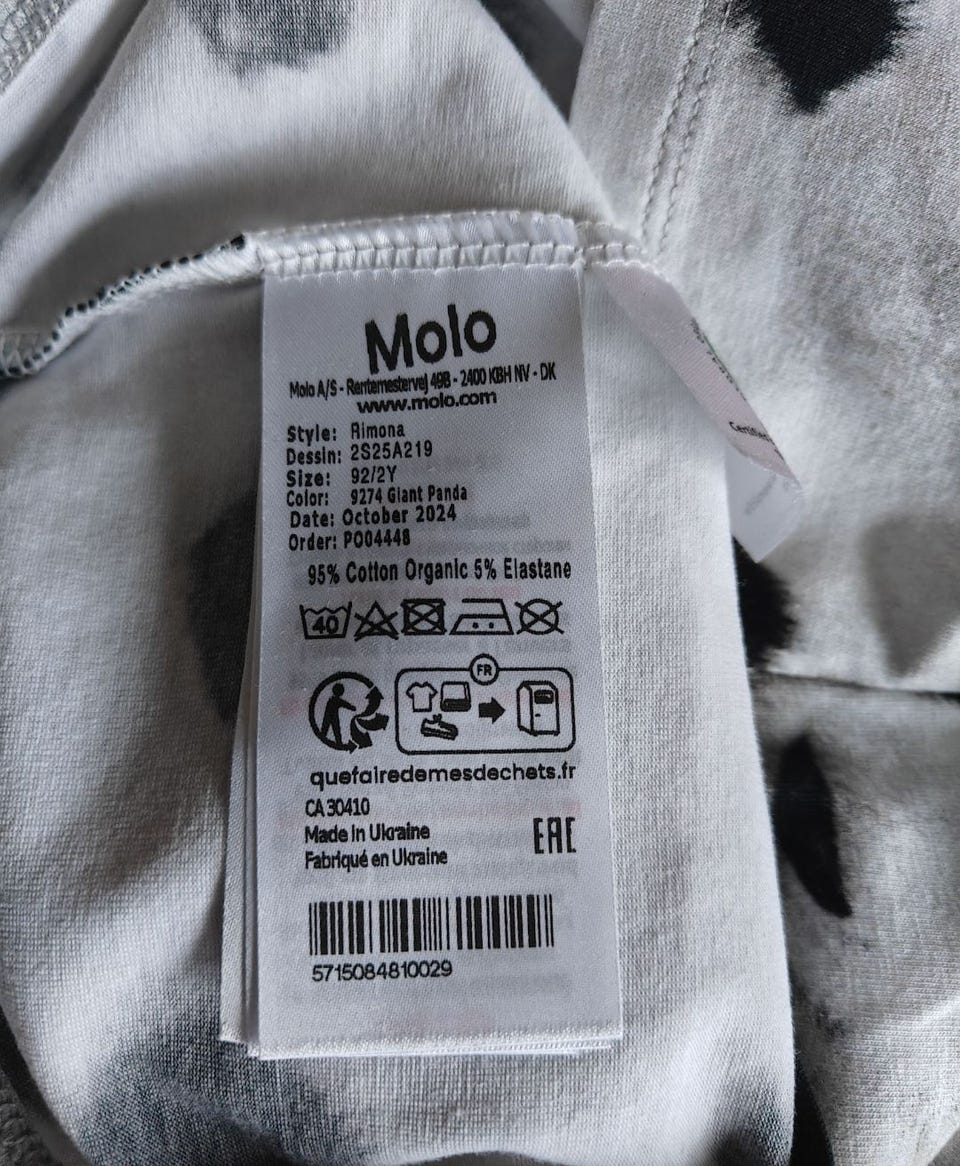 Molo
Molo A/S - Rentemestervej 49B - 2400 KBH NV - DK
www.molo.com
Style: Rimona
Dessin: 2S25A219
Size: 92/2Y
Color: 9274 Giant Panda
Date: October 2024
Order: PO04448
95% Cotton Organic 5% Elastane
40
FR
quefairedemesdechets.fr
CA 30410
Made in Ukraine
Fabriqué en Ukraine
EAC
5715084810029
Certified